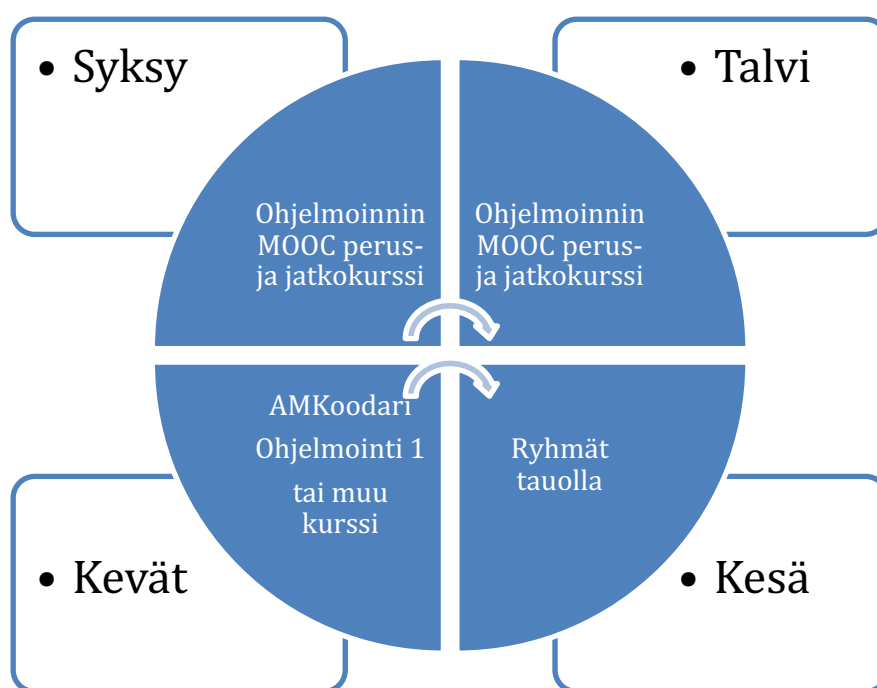 • Syksy
• Talvi
Ohjelmoinnin
MOOC perus-
ja jatkokurssi
Ohjelmoinnin
MOOC perus-
ja jatkokurssi
AMKoodari
Ohjelmointi 1
tai muu
kurssi
Ryhmät
tauolla
• Kevät
• Kesä